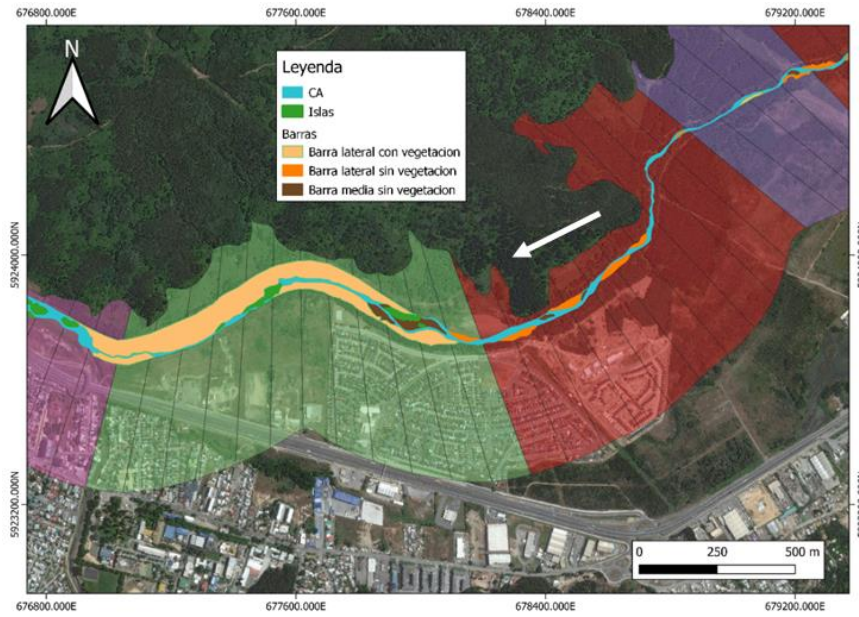 676800.000E 677600.000E 678400.000E 679200.000E
N
Leyenda
CA
Islas
Barras
Barra lateral con vegetacion
Barra lateral sin vegetacion
Barra media sin vegetacion
5924000.000N
5923200.000N
0 250 500 m
676800.000E 677600.000E 678400.000E 679200.000E